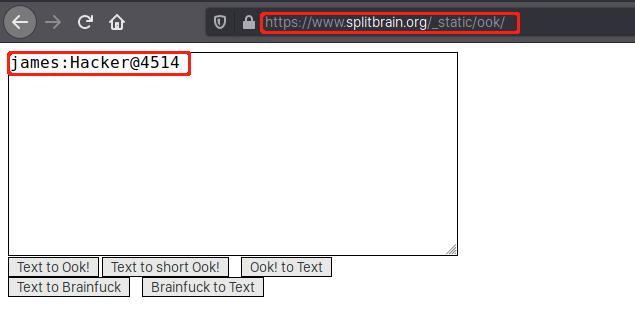 https://www.splitbrain.org/_static/ook/
james:Hacker@4514
Text to Ook! Text to short Ook! Ook! to Text
Text to Brainfuck Brainfuck to Text